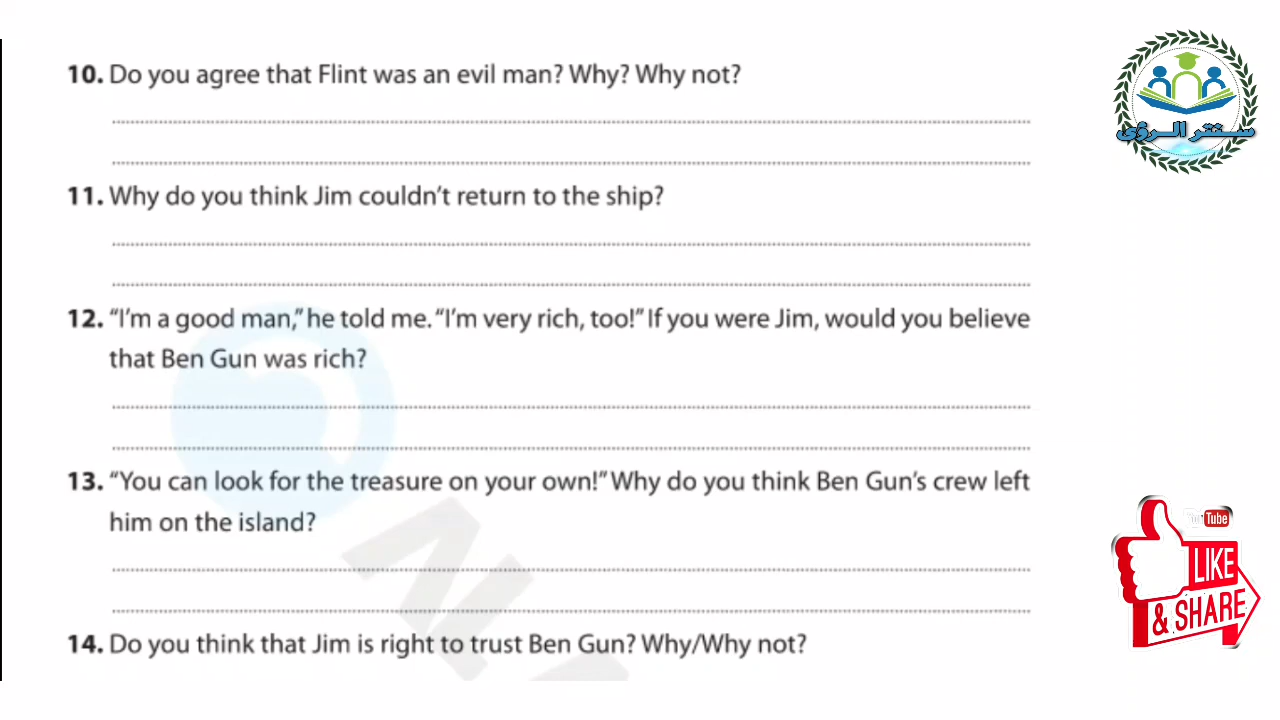 10. Do you agree that Flint was an evil man? Why? Why not?
سنتر الرؤى
11. Why do you think Jim couldn't return to the ship?
12. “I'm a good man,” he told me. “I'm very rich, too!” If you were Jim, would you believe
that Ben Gun was rich?
13. “You can look for the treasure on your own!” Why do you think Ben Gun's crew left
him on the island?
YouTube
LIKE
& SHARE
14. Do you think that Jim is right to trust Ben Gun? Why/Why not?